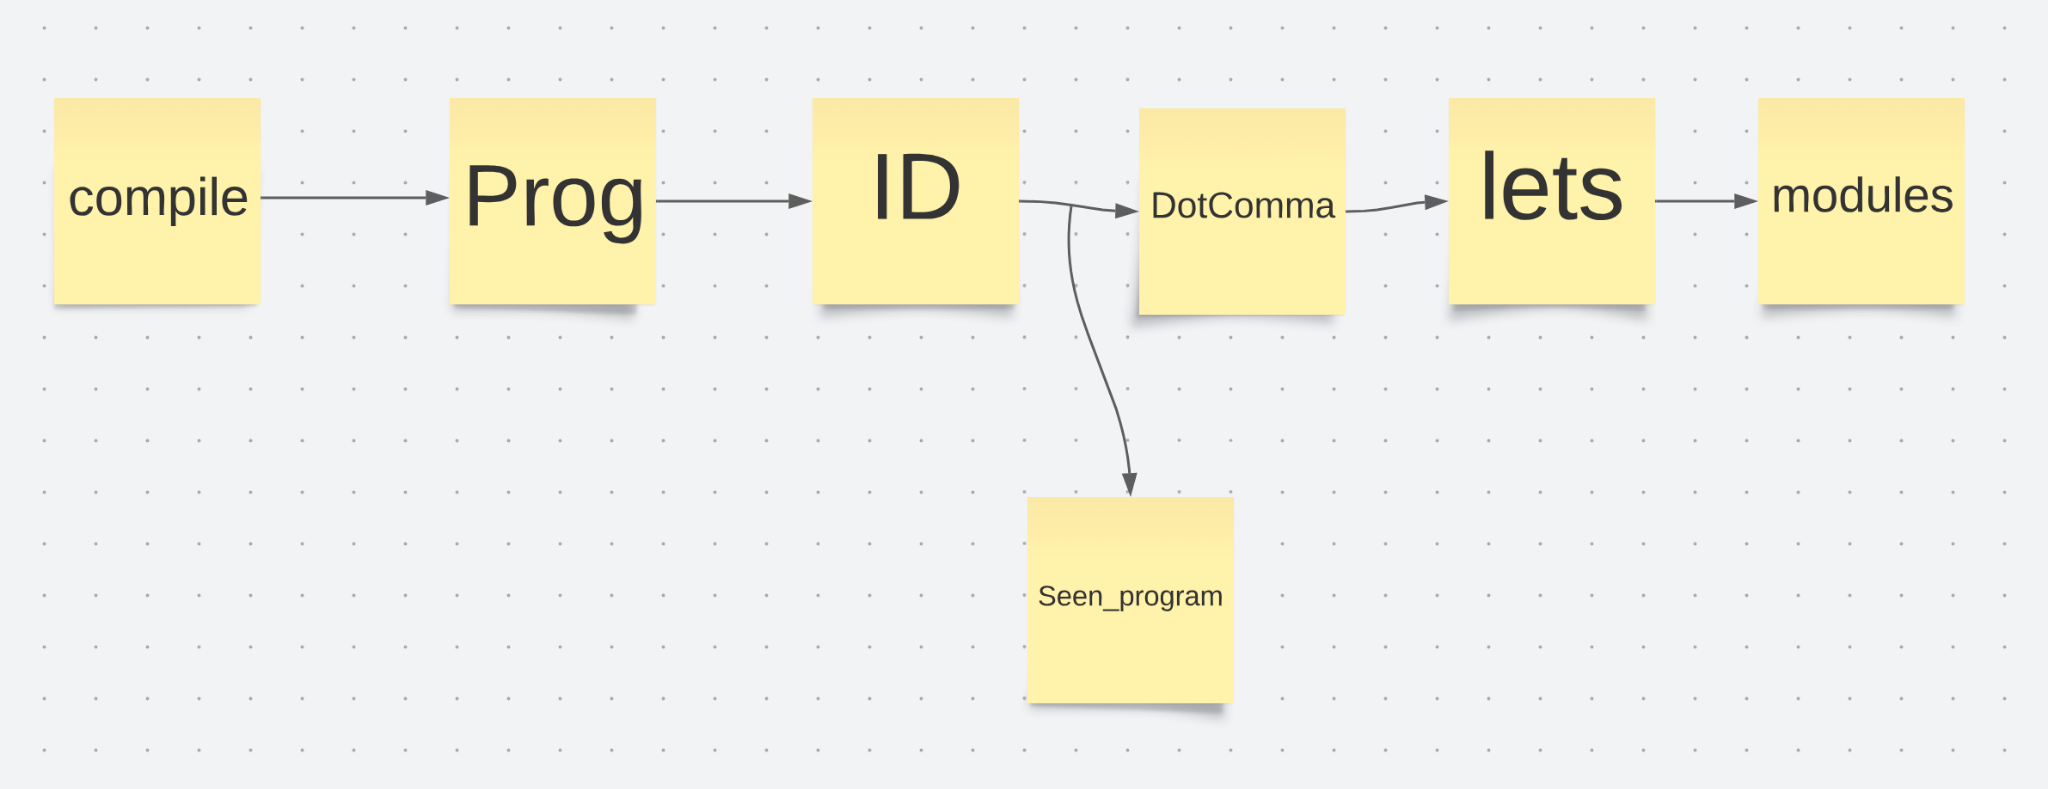 compile
Prog
ID
DotComma
lets
modules
Seen_program